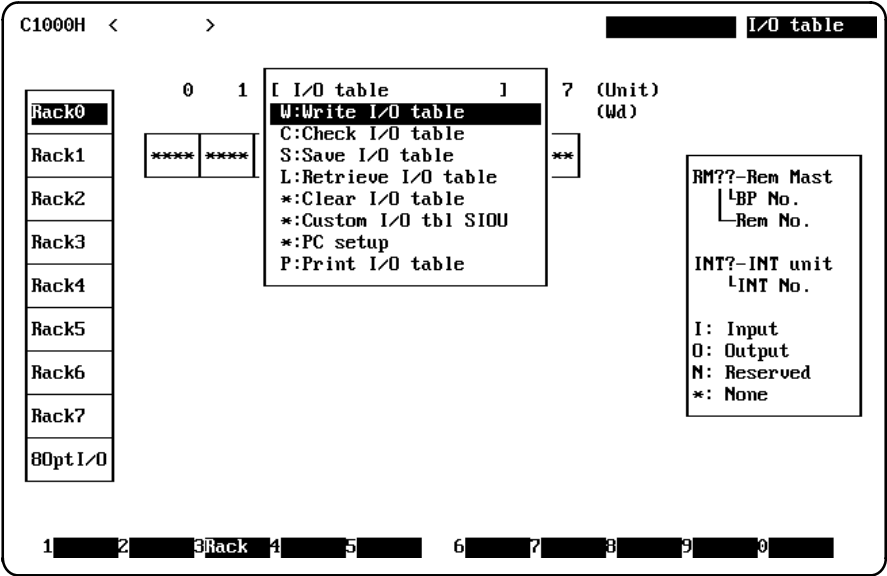 C1000H < > I/O table
0 1 [ I/O table ] 7 (Unit)
Rack0 W:Write I/O table (Wd)
C:Check I/O table
Rack1 **** **** S:Save I/O table **
L:Retrieve I/O table RM??-Rem Mast
Rack2 *:Clear I/O table └BP No.
*:Custom I/O tbl SIOU └Rem No.
Rack3 *:PC setup
P:Print I/O table INT?-INT unit
Rack4 └INT No.
Rack5 I: Input
O: Output
Rack6 N: Reserved
*: None
Rack7
8OptI/O
1 2 3Rack 4 5 6 7 8 9 0